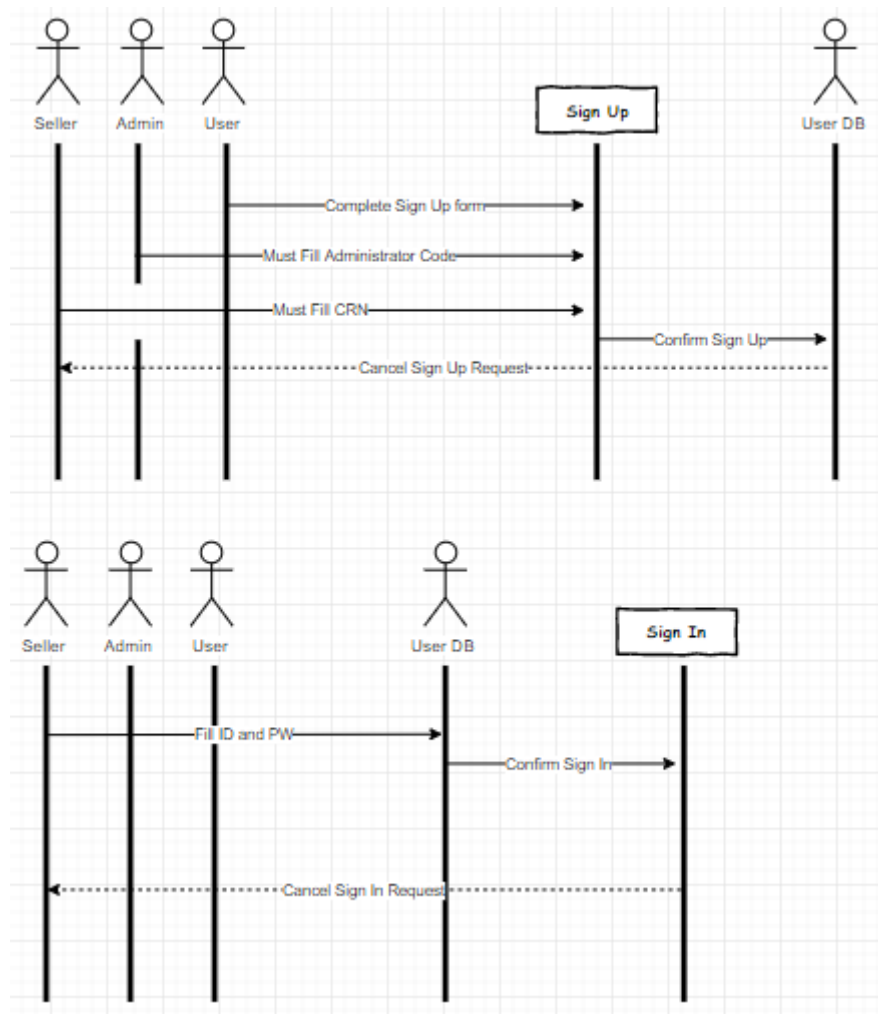 Seller
Admin
User
Sign Up
User DB
Complete Sign Up form
Must Fill Administrator Code
Must Fill CRN
Confirm Sign Up
Cancel Sign Up Request
Seller
Admin
User
User DB
Sign In
Fill ID and PW
Confirm Sign In
Cancel Sign In Request